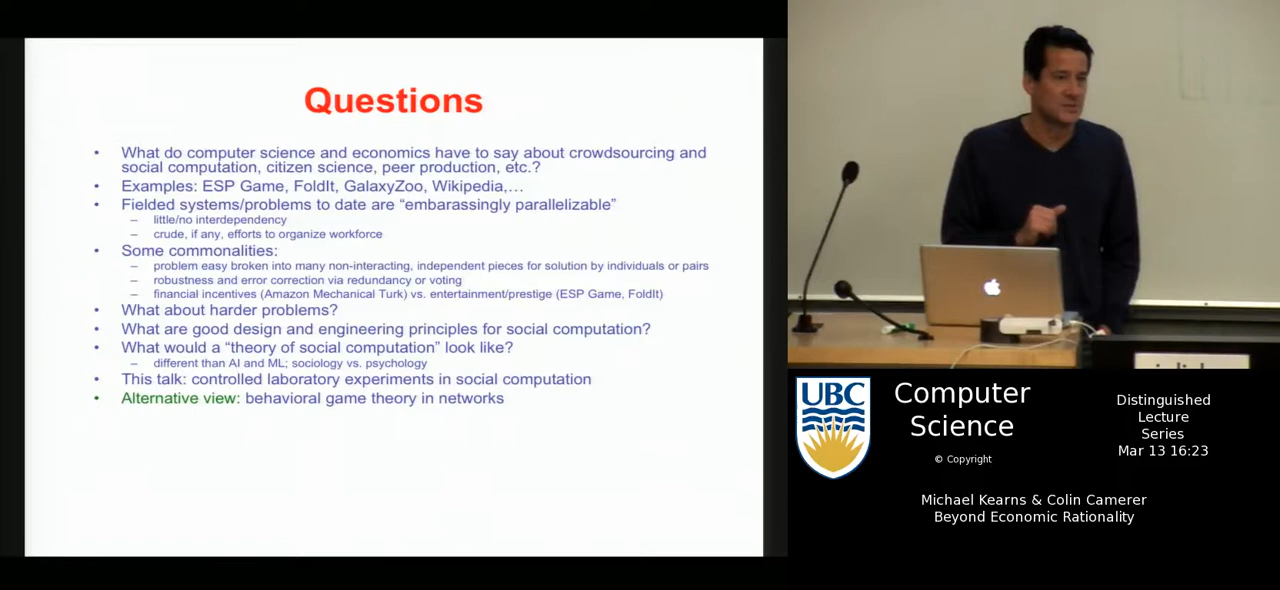 Questions
• What do computer science and economics have to say about crowdsourcing and
social computation, citizen science, peer production, etc.?
• Examples: ESP Game, FoldIt, GalaxyZoo, Wikipedia,…
• Fielded systems/problems to date are “embarassingly parallelizable”
– little/no interdependency
– crude, if any, efforts to organize workforce
• Some commonalities:
– problem easy broken into many non-interacting, independent pieces for solution by individuals or pairs
– robustness and error correction via redundancy or voting
– financial incentives (Amazon Mechanical Turk) vs. entertainment/prestige (ESP Game, FoldIt)
• What about harder problems?
• What are good design and engineering principles for social computation?
• What would a “theory of social computation” look like?
– different than AI and ML; sociology vs. psychology
• This talk: controlled laboratory experiments in social computation
• Alternative view: behavioral game theory in networks
UBC
Computer
Science
© Copyright
Distinguished
Lecture
Series
Mar 13 16:23
Michael Kearns & Colin Camerer
Beyond Economic Rationality